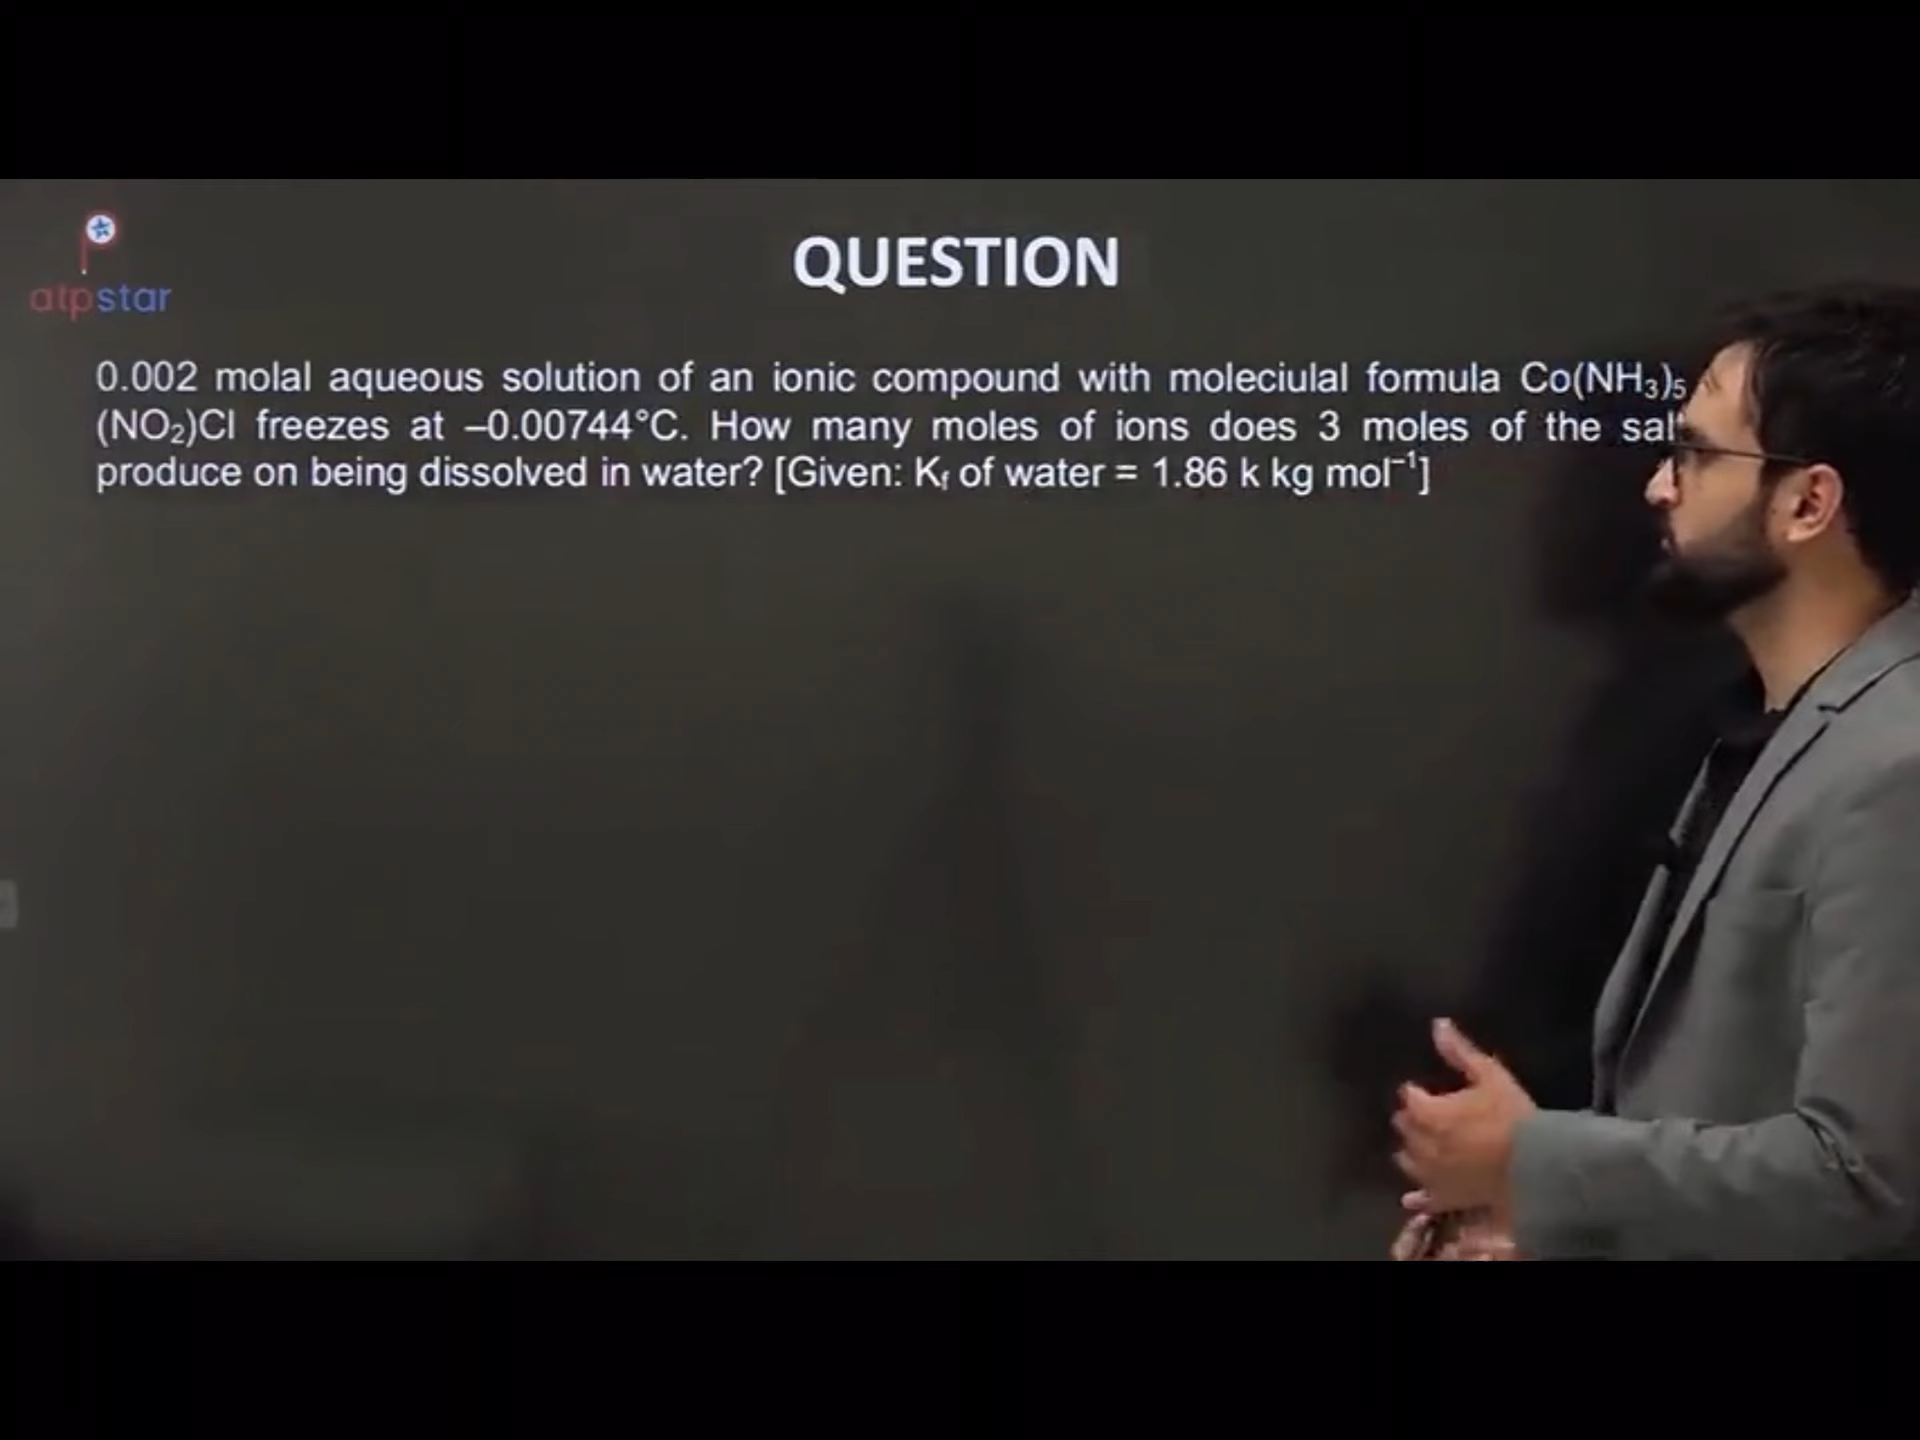 atpstar
QUESTION
0.002 molal aqueous solution of an ionic compound with moleciulal formula Co(NH₃)₅
(NO₂)Cl freezes at –0.00744°C. How many moles of ions does 3 moles of the salt
produce on being dissolved in water? [Given: Kf of water = 1.86 k kg mol⁻¹]